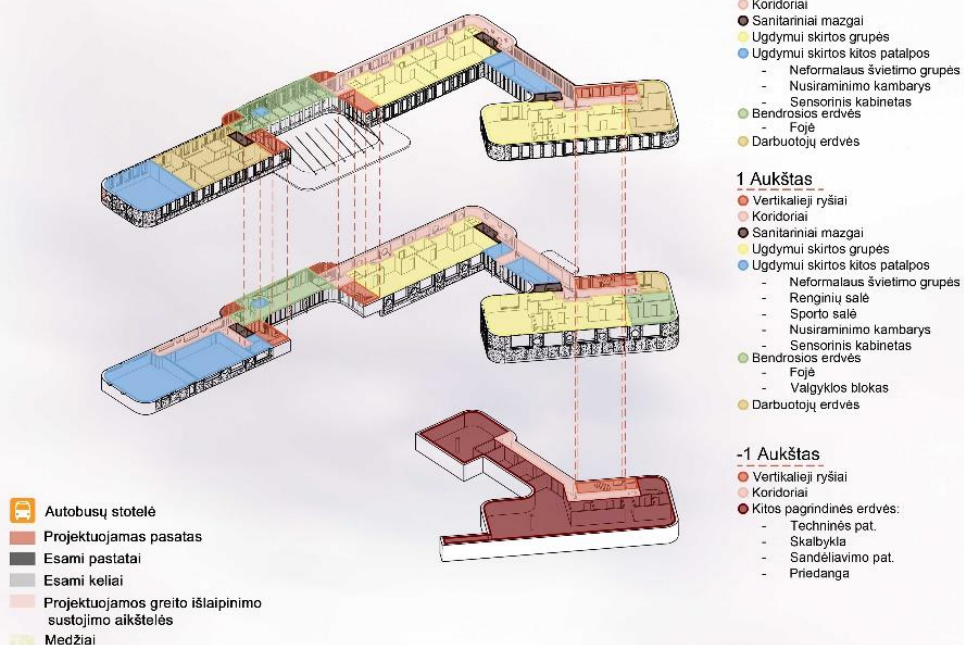 Koridoriai
Sanitariniai mazgai
Ugdymui skirtos grupės
Ugdymui skirtos kitos patalpos
- Neformalaus švietimo grupės
- Nusiraminimo kambarys
- Sensorinis kabinetas
Bendrosios erdvės
- Fojė
Darbuotojų erdvės
1 Aukštas
Vertikalieji ryšiai
Koridoriai
Sanitariniai mazgai
Ugdymui skirtos grupės
Ugdymui skirtos kitos patalpos
- Neformalaus švietimo grupės
- Renginių salė
- Sporto salė
- Nusiraminimo kambarys
- Sensorinis kabinetas
Bendrosios erdvės
- Fojė
- Valgyklos blokas
Darbuotojų erdvės
-1 Aukštas
Vertikalieji ryšiai
Koridoriai
Kitos pagrindinės erdvės:
- Techninės pat.
- Skalbykla
- Sandėliavimo pat.
- Priedanga
Autobusų stotelė
Projektuojamas pasatas
Esami pastatai
Esami keliai
Projektuojamos greito išlaipinimo
sustojimo aikštelės
Medžiai